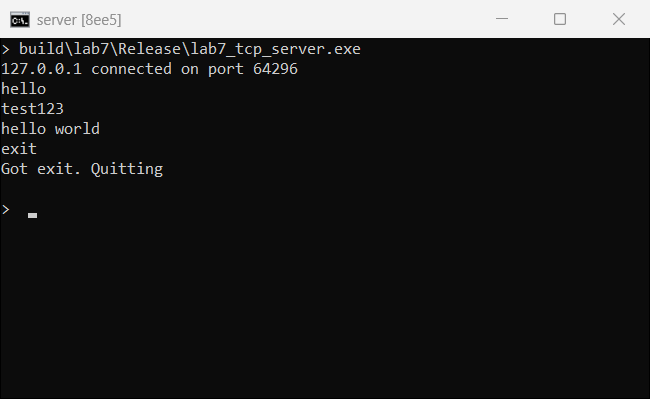 server [8ee5]
> build\lab7\Release\lab7_tcp_server.exe
127.0.0.1 connected on port 64296
hello
test123
hello world
exit
Got exit. Quitting
>